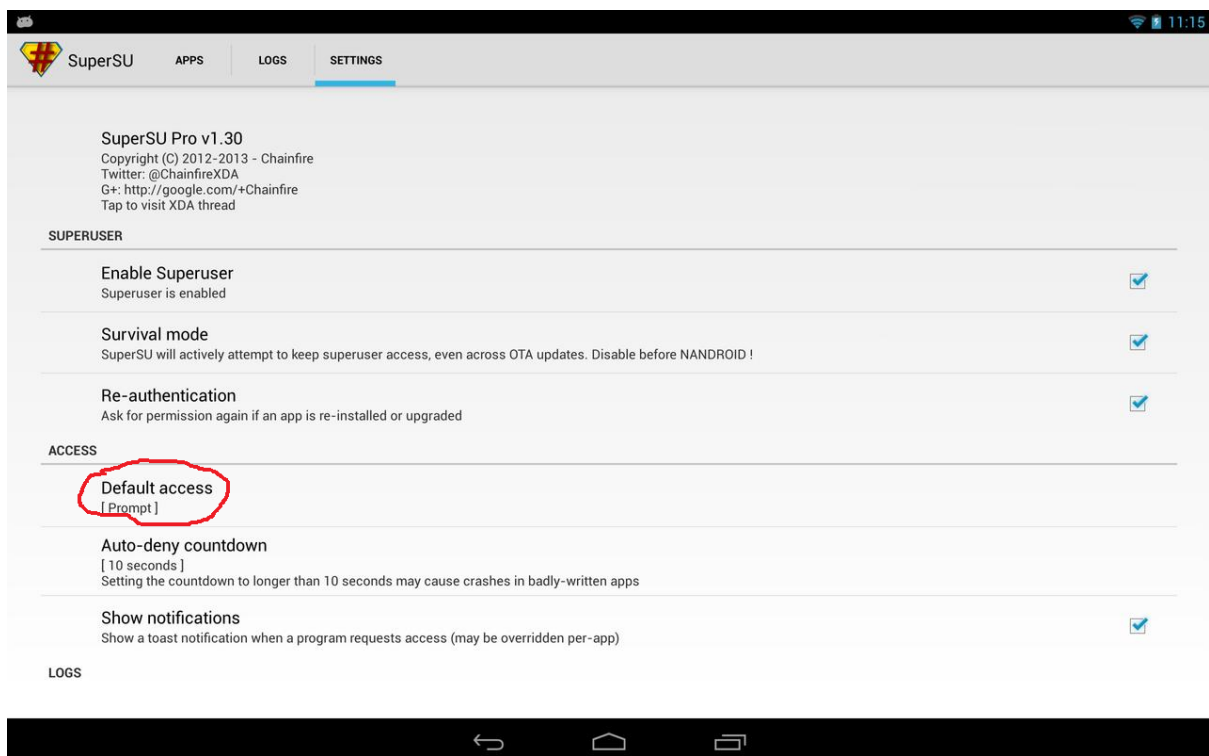 11:15
SuperSU APPS LOGS SETTINGS
SuperSU Pro v1.30
Copyright (C) 2012-2013 - Chainfire
Twitter: @ChainfireXDA
G+: http://google.com/+Chainfire
Tap to visit XDA thread
SUPERUSER
Enable Superuser
Superuser is enabled
Survival mode
SuperSU will actively attempt to keep superuser access, even across OTA updates. Disable before NANDROID !
Re-authentication
Ask for permission again if an app is re-installed or upgraded
ACCESS
Default access
[ Prompt ]
Auto-deny countdown
[ 10 seconds ]
Setting the countdown to longer than 10 seconds may cause crashes in badly-written apps
Show notifications
Show a toast notification when a program requests access (may be overridden per-app)
LOGS